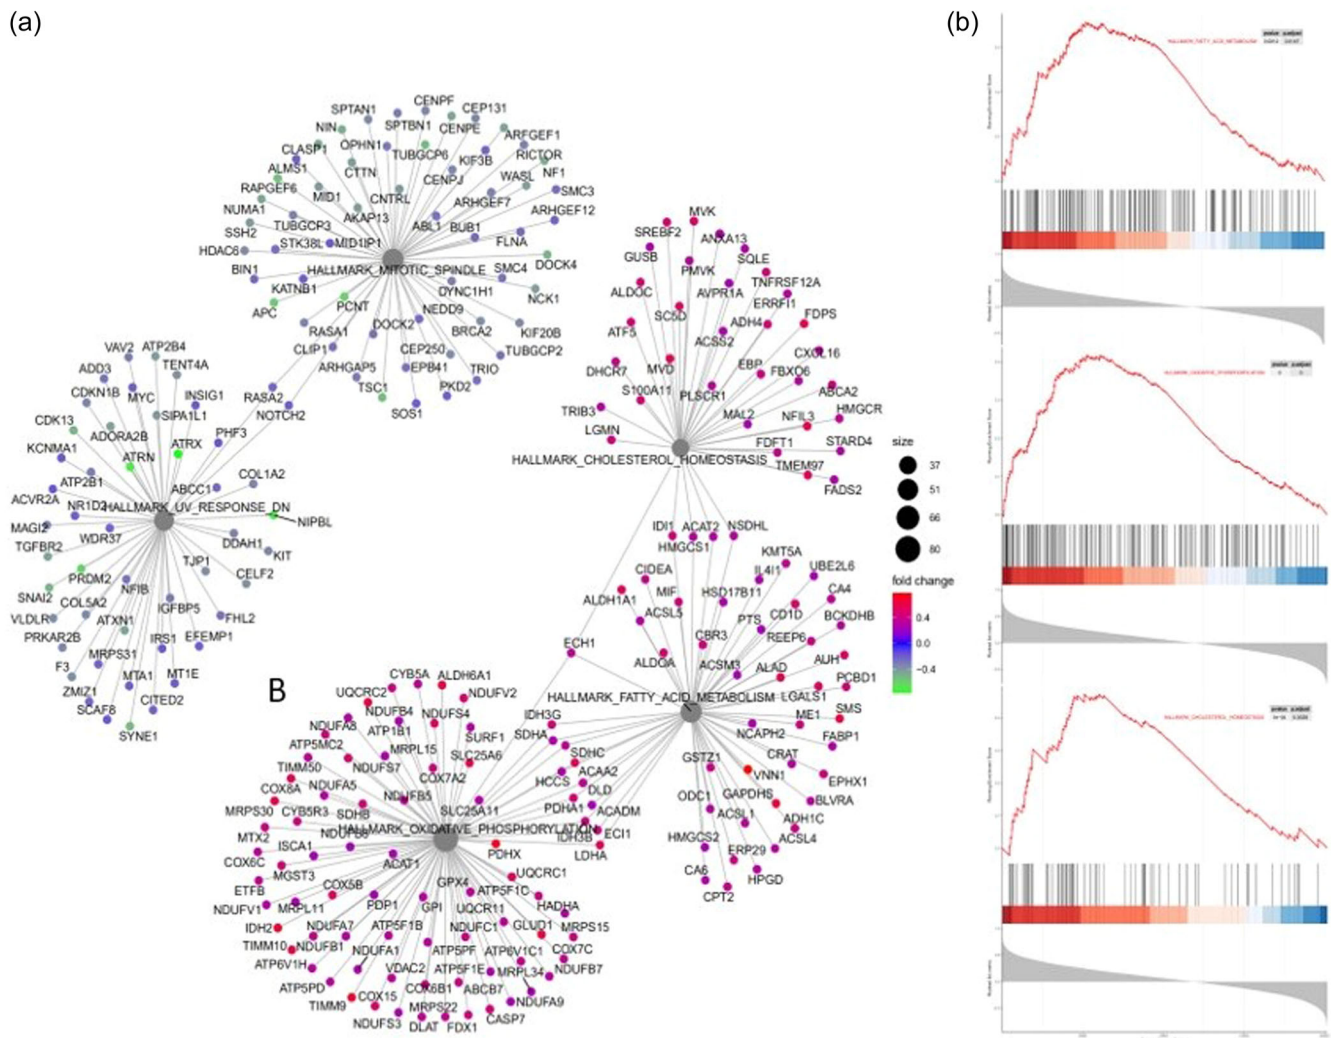 (a)
(b)
CENPF
SPTAN1
CEP131
SPTBN1
CENPE
NIN
OPHN1
ARFGEF1
CLASP1
TUBGCP6
KIF3B
RICTOR
ALMS1
CTTN
NF1
RAPGEF6
CENPJ
WASL
SMC3
MID1
CNTRL
ARHGEF7
NUMA1
AKAP13
ARHGEF12
TUBGCP3
ABL1
BUB1
SSH2
STK38L
MID1IP1
FLNA
HDAC6
DOCK4
BIN1
HALLMARK_MITOTIC_SPINDLE
SMC4
KATNB1
DYNC1H1
NCK1
APC
PCNT
NEDD9
RASA1
DOCK2
BRCA2
KIF20B
CLIP1
CEP250
TUBGCP2
ARHGAP5
EPB41
TRIO
TSC1
PKD2
SOS1
RASA2
NOTCH2
VAV2
ATP2B4
ADD3
TENT4A
CDKN1B
MYC
INSIG1
SIPA1L1
CDK13
ADORA2B
ATRX
PHF3
KCNMA1
ATRN
ATP2B1
ABCC1
COL1A2
ACVR2A
NR1D2
HALLMARK_UV_RESPONSE_DN
NIPBL
MAGI2
WDR37
DDAH1
TGFBR2
KIT
TJP1
PRDM2
NFIB
CELF2
SNAI2
COL5A2
IGFBP5
VLDLR
ATXN1
FHL2
PRKAR2B
IRS1
EFEMP1
F3
MRPS31
MTA1
MT1E
ZMIZ1
CITED2
SCAF8
SYNE1
MVK
SREBF2
ANXA13
GUSB
SQLE
PMVK
TNFRSF12A
ALDOC
AVPR1A
ERRFI1
SC5D
ADH4
FDPS
ATF5
ACSS2
CXCL16
MVD
EBP
DHCR7
FBXO6
S100A11
PLSCR1
ABCA2
TRIB3
MAL2
NFIL3
HMGCR
LGMN
FDFT1
STARD4
HALLMARK_CHOLESTEROL_HOMEOSTASIS
TMEM97
FADS2
IDI1
ACAT2
NSDHL
HMGCS1
KMT5A
CIDEA
IL4I1
UBE2L6
ALDH1A1
MIF
HSD17B11
CA4
ACSL5
CD1D
PTS
BCKDHB
ECH1
CBR3
REEP6
ALDOA
ACSM3
ALAD
AUH
PCBD1
HALLMARK_FATTY_ACID_METABOLISM
LGALS1
SMS
ME1
NCAPH2
FABP1
GSTZ1
CRAT
VNN1
EPHX1
ODC1
GAPDHS
BLVRA
ACSL1
ADH1C
HMGCS2
ACSL4
ERP29
CA6
HPGD
CPT2
B
CYB5A
ALDH6A1
UQCRC2
NDUFV2
NDUFB4
NDUFS4
IDH3G
NDUFA8
ATP1B1
SURF1
SDHA
ATP5MC2
MRPL15
SLC25A6
SDHC
TIMM50
NDUFS7
COX7A2
HCCS
ACAA2
COX8A
NDUFA5
NDUFB5
DLD
MRPS30
CYB5R3
SDHB
SLC25A11
PDHA1
ACADM
MTX2
HALLMARK_OXIDATIVE_PHOSPHORYLATION
ECI1
IDH3B
ISCA1
PDHX
LDHA
COX6C
ACAT1
MGST3
UQCRC1
ETFB
COX5B
GPX4
ATP5F1C
NDUFV1
MRPL11
PDP1
GPI
UQCR11
HADHA
IDH2
NDUFA7
ATP5F1B
NDUFC1
GLUD1
MRPS15
TIMM10
NDUFB1
NDUFA1
ATP5PF
ATP6V1C1
COX7C
ATP6V1H
VDAC2
ATP5F1E
MRPL34
NDUFB7
ATP5PD
COX6B1
ABCB7
NDUFA9
TIMM9
COX15
MRPS22
CASP7
NDUFS3
DLAT
FDX1
size
37
51
66
80
fold change
0.4
0.0
−0.4
HALLMARK_FATTY_ACID_METABOLISM
pvalue
HALLMARK_OXIDATIVE_PHOSPHORYLATION
pvalue
HALLMARK_CHOLESTEROL_HOMEOSTASIS
pvalue